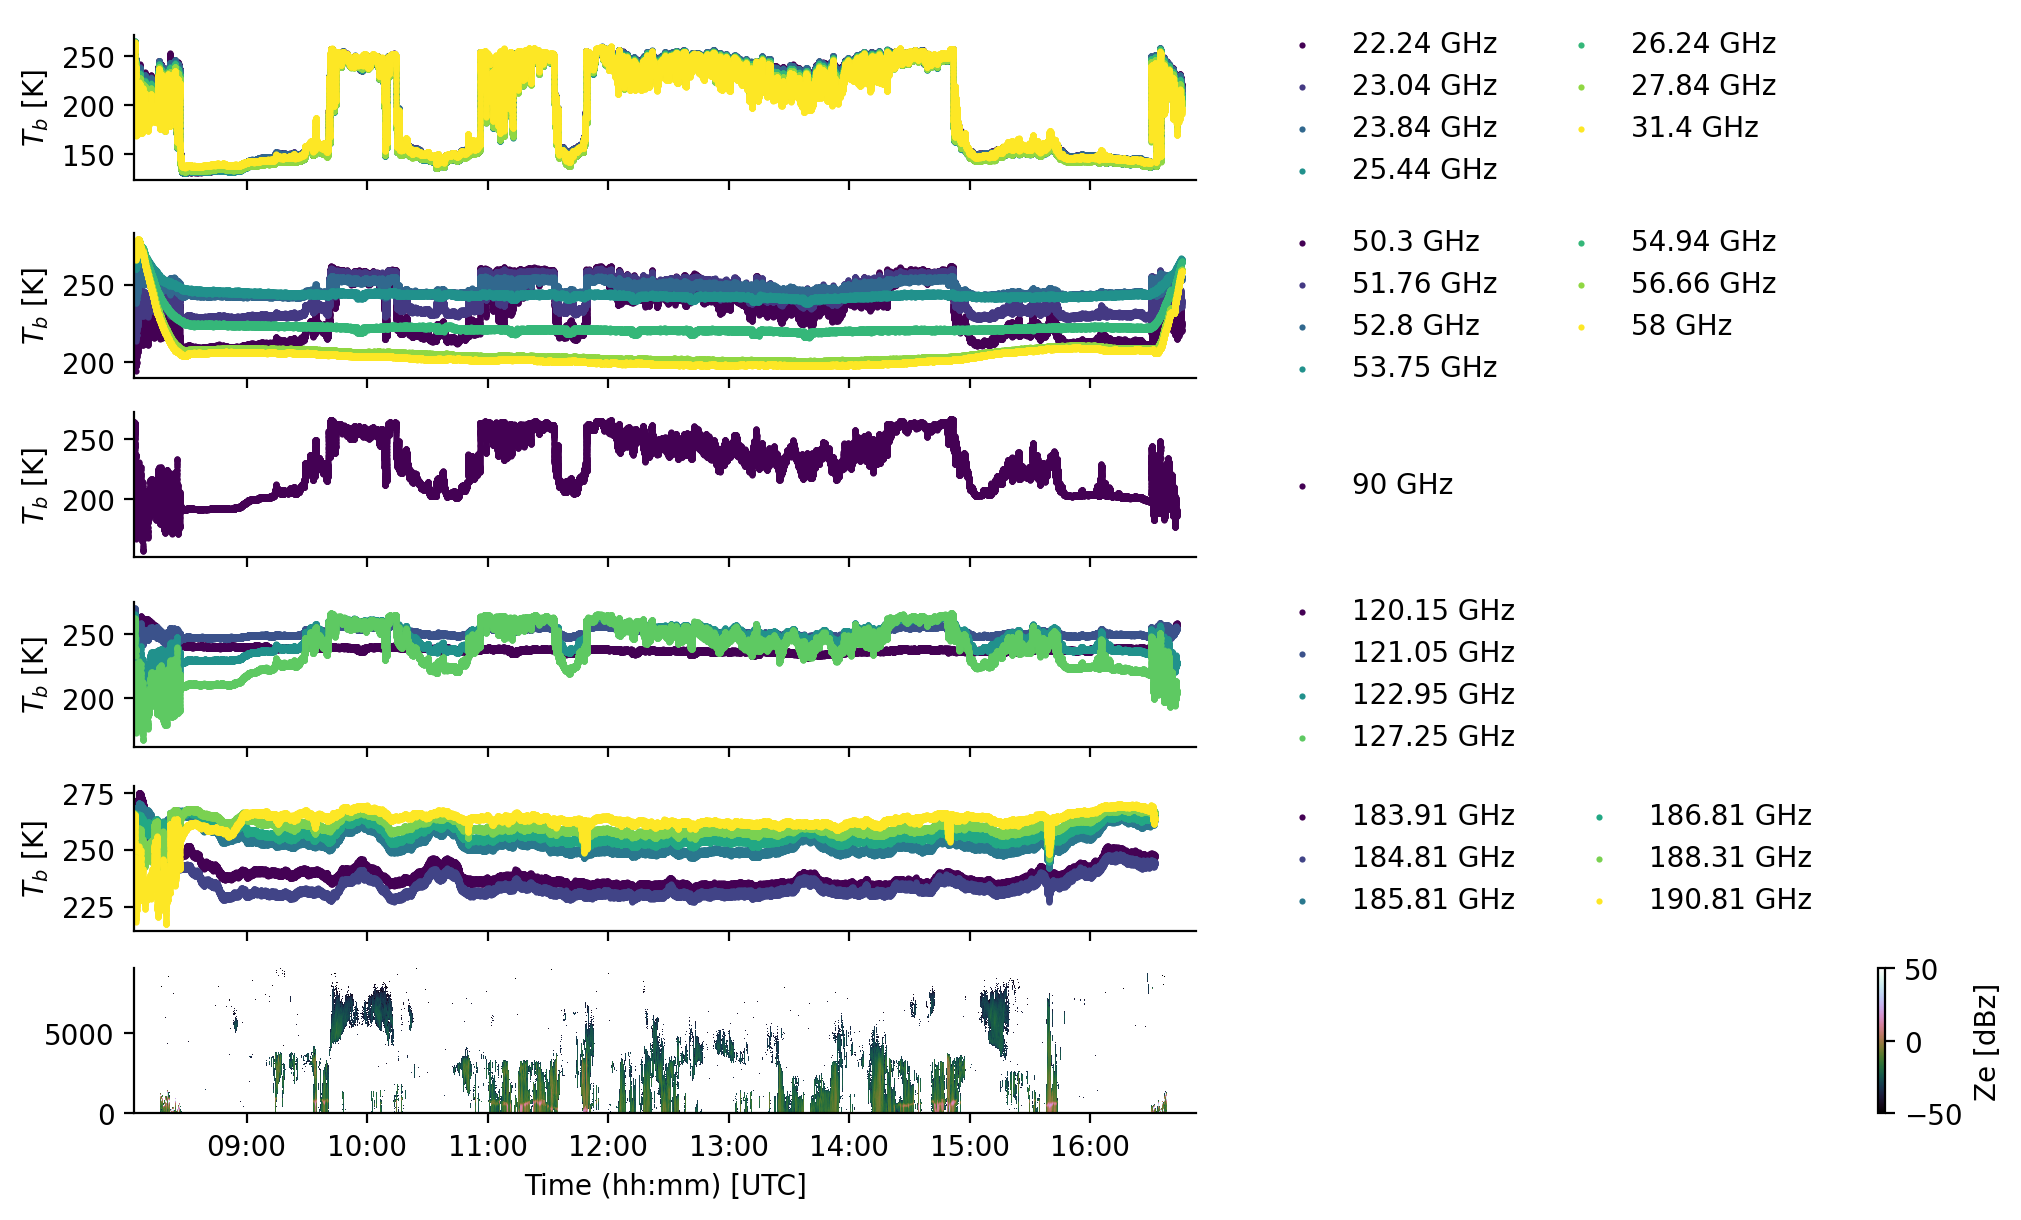 250
200
150
T_b [K]
22.24 GHz
23.04 GHz
23.84 GHz
25.44 GHz
26.24 GHz
27.84 GHz
31.4 GHz
250
200
T_b [K]
50.3 GHz
51.76 GHz
52.8 GHz
53.75 GHz
54.94 GHz
56.66 GHz
58 GHz
250
200
T_b [K]
90 GHz
250
200
T_b [K]
120.15 GHz
121.05 GHz
122.95 GHz
127.25 GHz
275
250
225
T_b [K]
183.91 GHz
184.81 GHz
185.81 GHz
186.81 GHz
188.31 GHz
190.81 GHz
5000
0
09:00 10:00 11:00 12:00 13:00 14:00 15:00 16:00
Time (hh:mm) [UTC]
50
0
−50
Ze [dBz]